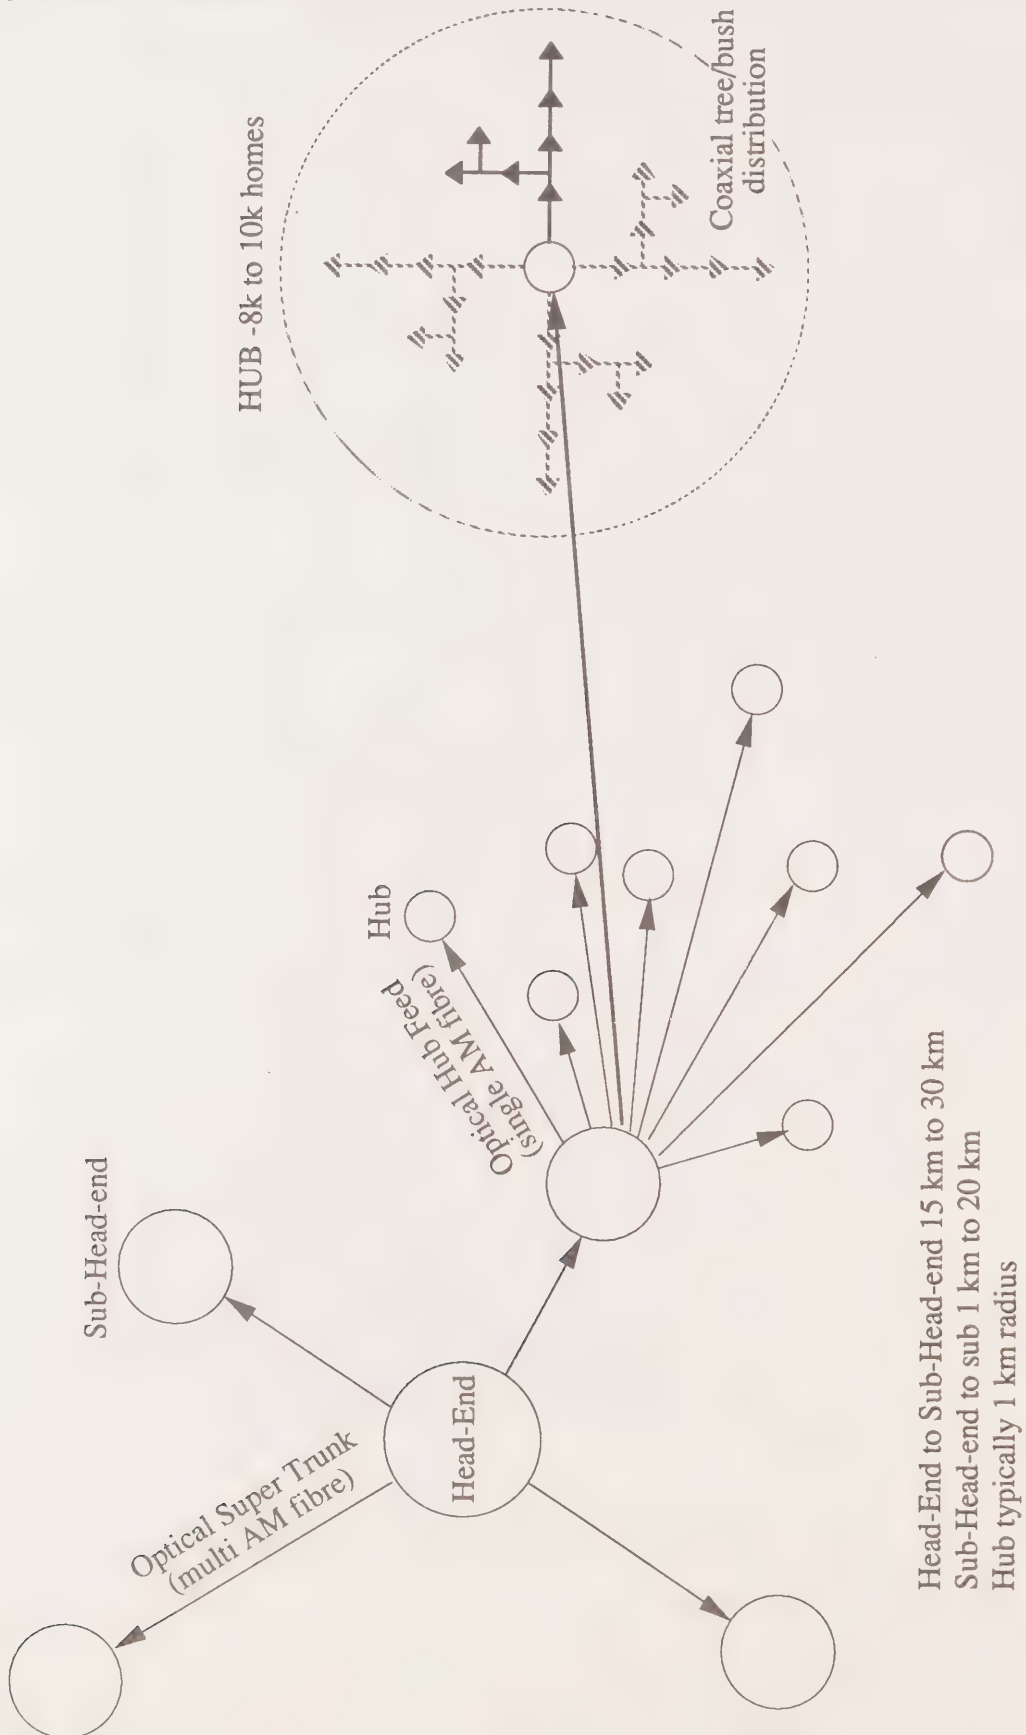 Optical Super Trunk
(multi AM fibre)
Sub-Head-end
Head-End
Optical Hub Feed
(single AM fibre)
Hub
HUB -8k to 10k homes
Coaxial tree/bush
distribution
Head-End to Sub-Head-end 15 km to 30 km
Sub-Head-end to sub 1 km to 20 km
Hub typically 1 km radius